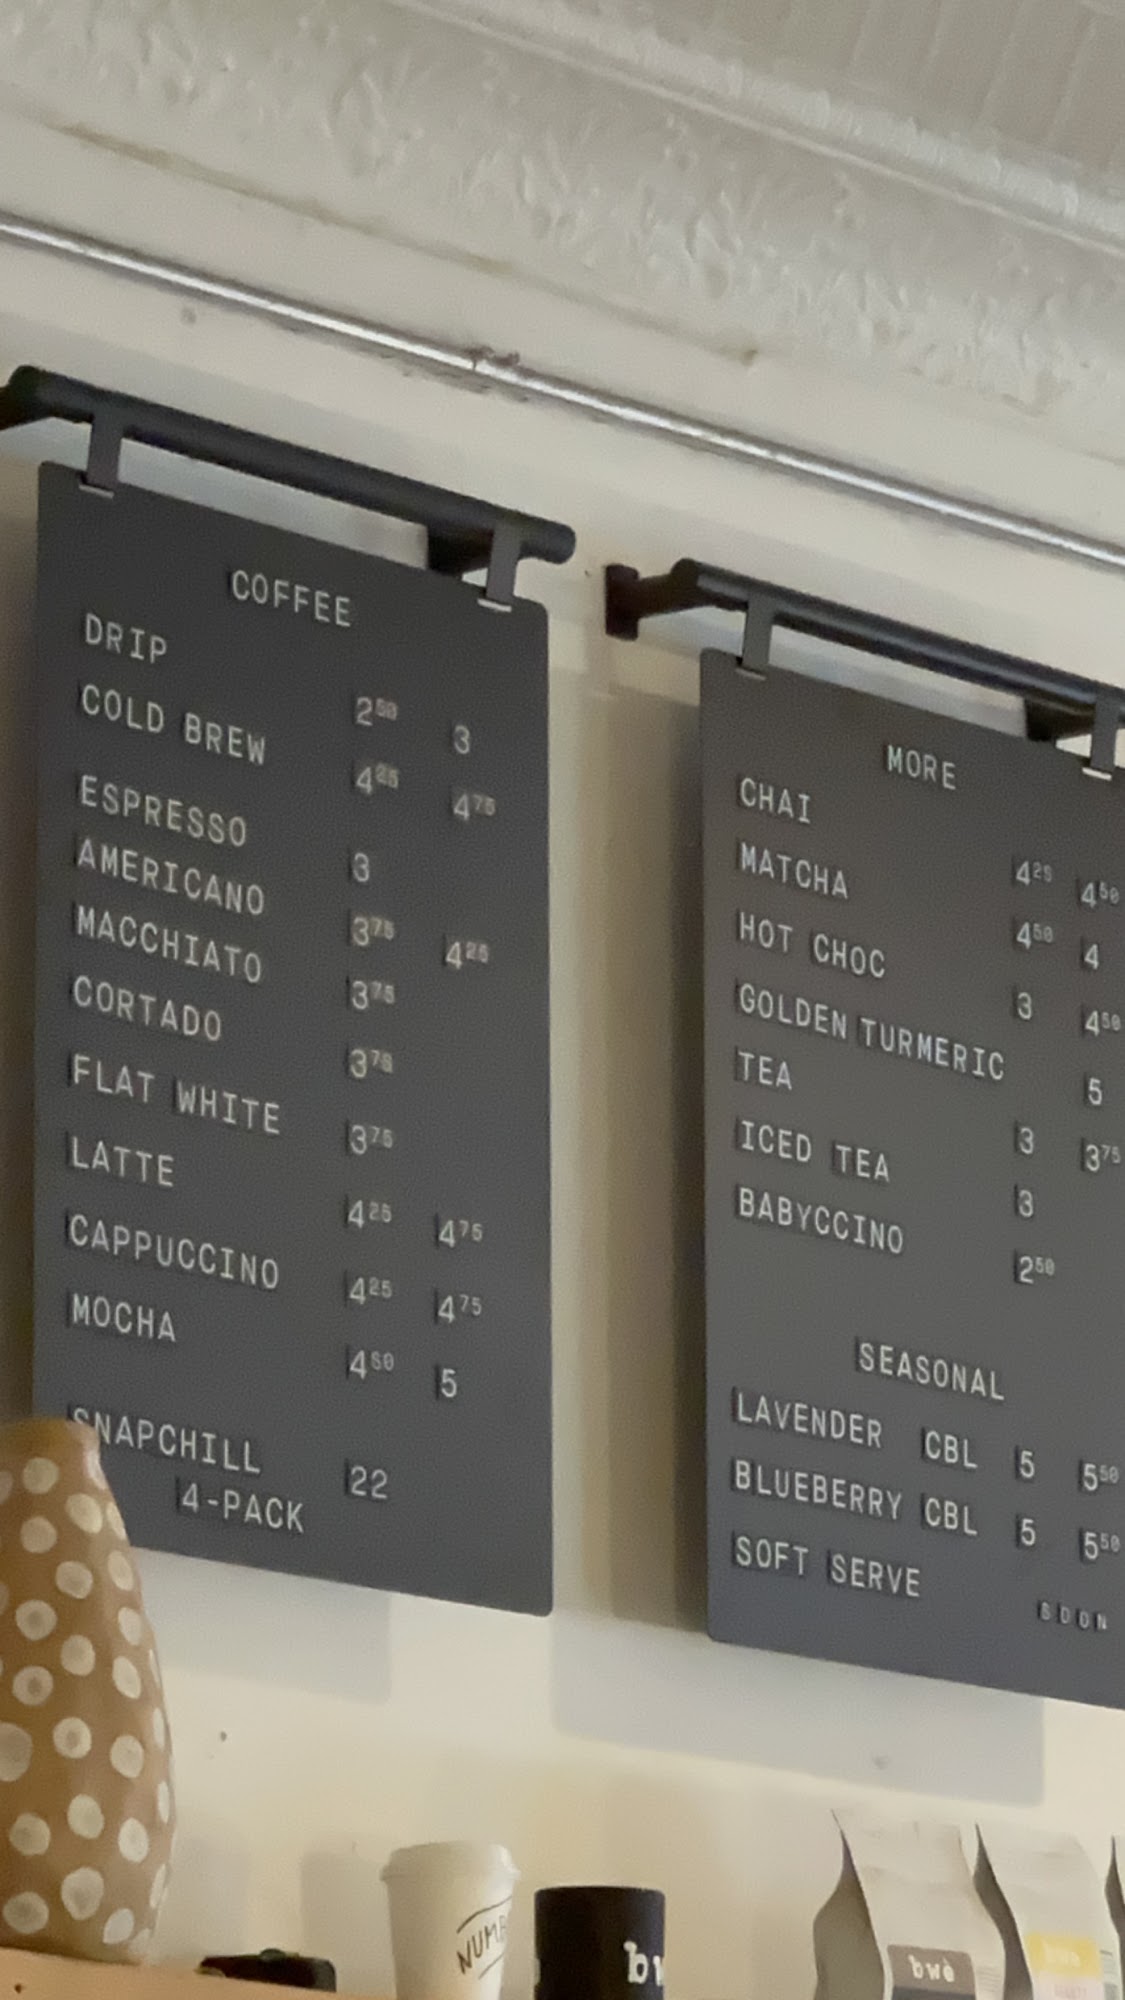 COFFEE
DRIP 2⁵⁰ 3
COLD BREW 4²⁵ 4⁷⁵
ESPRESSO 3
AMERICANO 3⁷⁵ 4²⁵
MACCHIATO 3⁷⁵
CORTADO 3⁷⁵
FLAT WHITE 3⁷⁵
LATTE 4²⁵ 4⁷⁵
CAPPUCCINO 4²⁵ 4⁷⁵
MOCHA 4⁵⁰ 5
SNAPCHILL 22
4-PACK
MORE
CHAI 4²⁵ 4⁵⁰
MATCHA 4⁵⁰ 4
HOT CHOC 3 4⁵⁰
GOLDEN TURMERIC 5
TEA 3 3⁷⁵
ICED TEA 3
BABYCCINO 2⁵⁰
SEASONAL
LAVENDER CBL 5 5⁵⁰
BLUEBERRY CBL 5 5⁵⁰
SOFT SERVE SOON
bwè